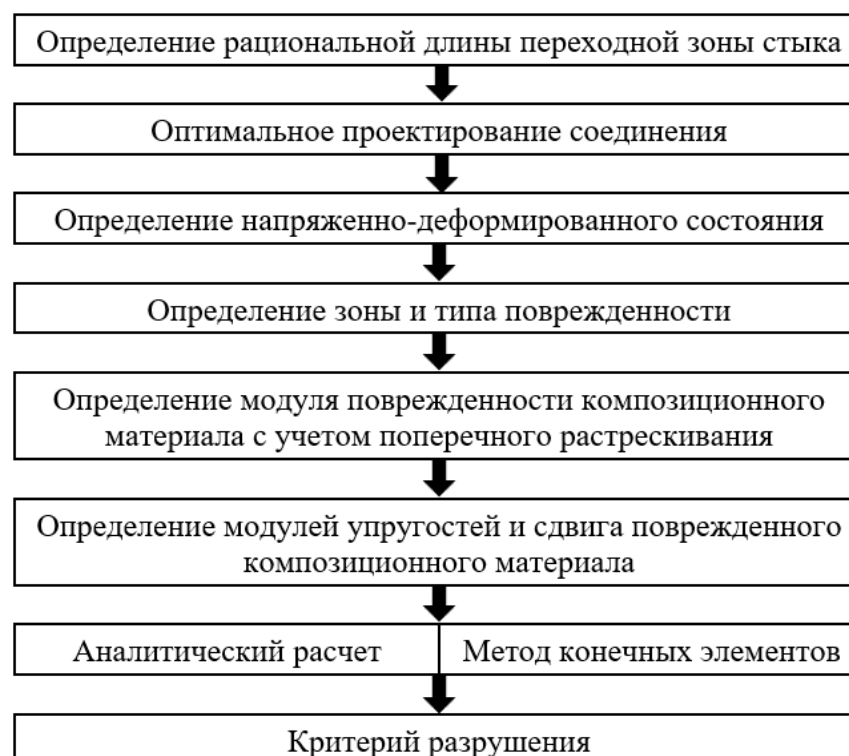 Определение рациональной длины переходной зоны стыка
Оптимальное проектирование соединения
Определение напряженно-деформированного состояния
Определение зоны и типа поврежденности
Определение модуля поврежденности композиционного
материала с учетом поперечного растрескивания
Определение модулей упругостей и сдвига поврежденного
композиционного материала
Аналитический расчет
Метод конечных элементов
Критерий разрушения